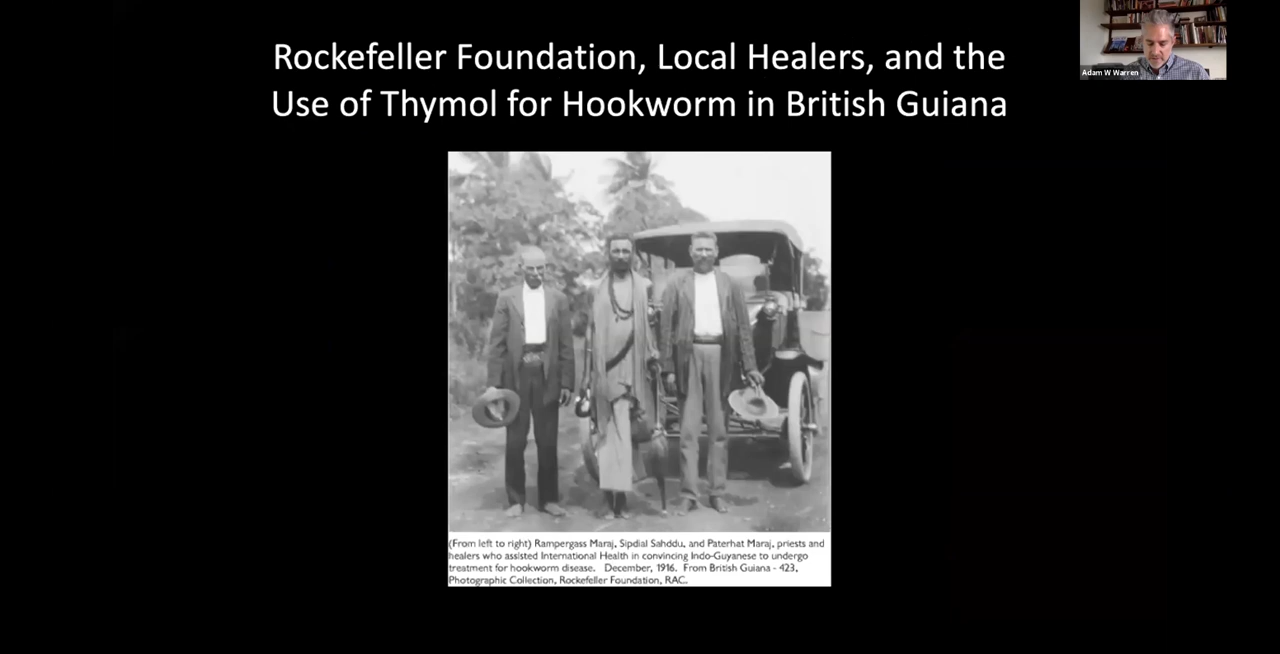 Rockefeller Foundation, Local Healers, and the
Use of Thymol for Hookworm in British Guiana
Adam W Warren
(From left to right) Rampergass Maraj, Sipdial Sahddu, and Paterhat Maraj, priests and
healers who assisted International Health in convincing Indo-Guyanese to undergo
treatment for hookworm disease. December, 1916. From British Guiana - 423,
Photographic Collection, Rockefeller Foundation, RAC.